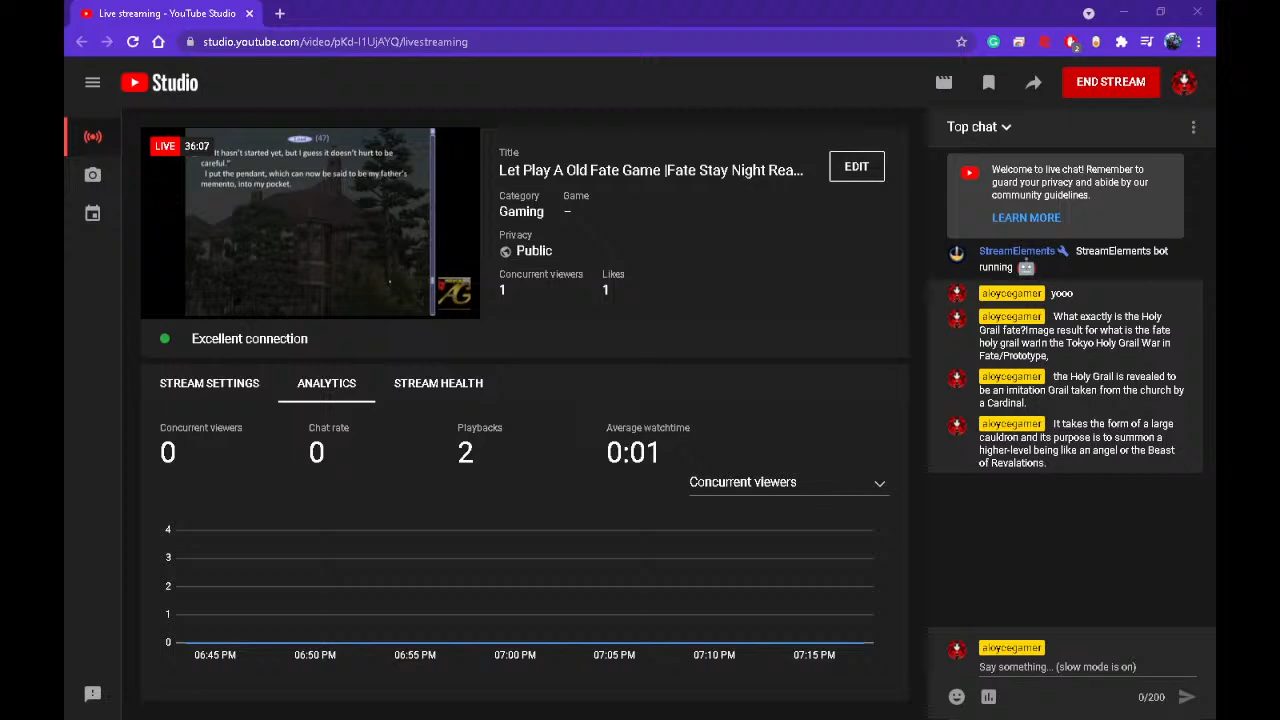 Live streaming - YouTube Studio
studio.youtube.com/video/pKd-I1UjAYQ/livestreaming
2
Studio
END STREAM
LIVE 36:07
(47)
It hasn't started yet, but I guess it doesn't hurt to be
careful."
I put the pendant, which can now be said to be my father's
memento, into my pocket.
Title
Let Play A Old Fate Game |Fate Stay Night Rea...
EDIT
Category
Game
Gaming
–
Privacy
Public
Concurrent viewers
Likes
1
1
Excellent connection
STREAM SETTINGS
ANALYTICS
STREAM HEALTH
Concurrent viewers
Chat rate
Playbacks
Average watchtime
0
0
2
0:01
Concurrent viewers
4
3
2
1
0
06:45 PM
06:50 PM
06:55 PM
07:00 PM
07:05 PM
07:10 PM
07:15 PM
Top chat
Welcome to live chat! Remember to
guard your privacy and abide by our
community guidelines.
LEARN MORE
StreamElements StreamElements bot
running
aloycegamer yooo
aloycegamer What exactly is the Holy
Grail fate?Image result for what is the fate
holy grail warIn the Tokyo Holy Grail War in
Fate/Prototype,
aloycegamer the Holy Grail is revealed to
be an imitation Grail taken from the church by
a Cardinal.
aloycegamer It takes the form of a large
cauldron and its purpose is to summon a
higher-level being like an angel or the Beast
of Revalations.
aloycegamer
Say something... (slow mode is on)
0/200